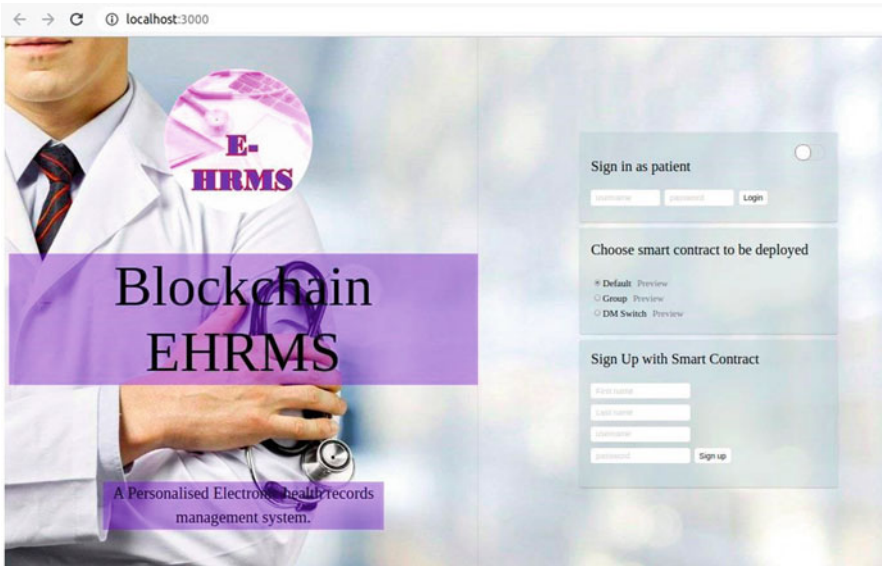 localhost:3000
E-
HRMS
Blockchain
EHRMS
A Personalised Electronic health records
management system.
Sign in as patient
username password Login
Choose smart contract to be deployed
Default Preview
Group Preview
DM Switch Preview
Sign Up with Smart Contract
First name
Last name
username
password Sign up